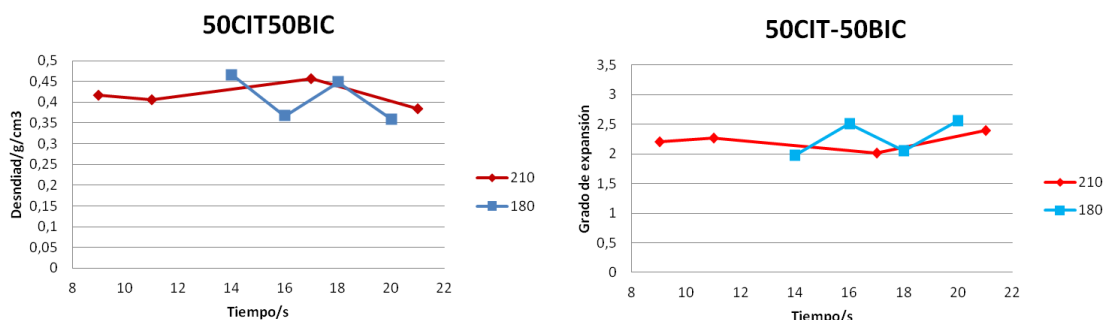 50CIT50BIC
Desndiad/g/cm3
0,5
0,45
0,4
0,35
0,3
0,25
0,2
0,15
0,1
0,05
0
8 10 12 14 16 18 20 22
Tiempo/s
210
180
50CIT-50BIC
Grado de expansión
3,5
3
2,5
2
1,5
1
0,5
0
8 10 12 14 16 18 20 22
Tiempo/s
210
180